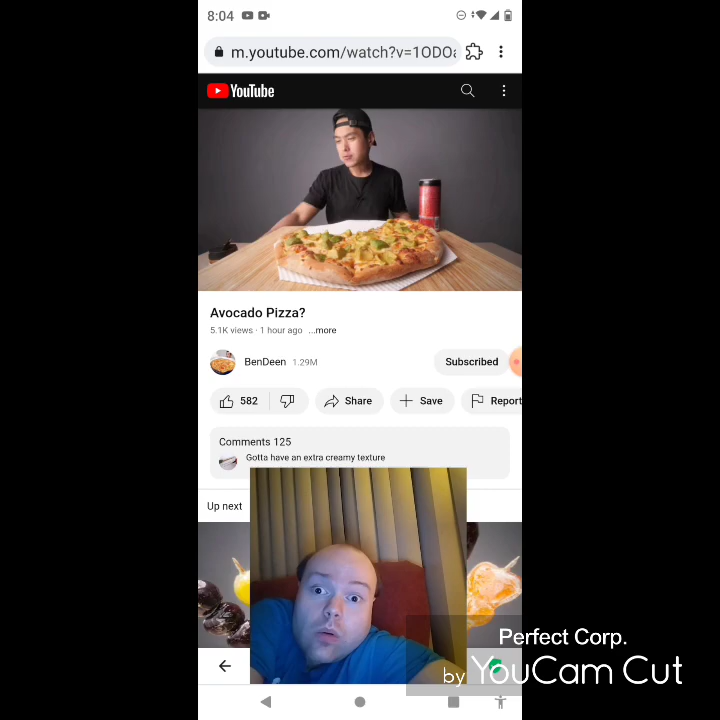 8:04
m.youtube.com/watch?v=1ODO
YouTube
Avocado Pizza?
5.1K views · 1 hour ago ...more
BenDeen 1.29M
Subscribed
582
Share
Save
Report
Comments 125
Gotta have an extra creamy texture
Up next
Perfect Corp.
by YouCam Cut